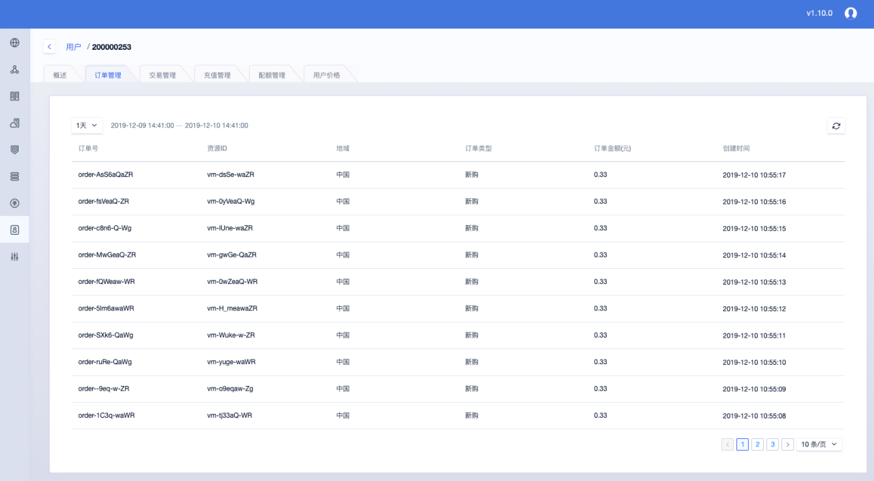 v1.10.0
用户 / 200000253
概述 订单管理 交易管理 充值管理 配额管理 用户价格
1天 2019-12-09 14:41:00 — 2019-12-10 14:41:00
订单号 资源ID 地域 订单类型 订单金额(元) 创建时间
order-AsS6aQaZR vm-dsSe-waZR 中国 新购 0.33 2019-12-10 10:55:17
order-fsVeaQ-ZR vm-0yVeaQ-Wg 中国 新购 0.33 2019-12-10 10:55:16
order-c8n6-Q-Wg vm-IUne-waZR 中国 新购 0.33 2019-12-10 10:55:15
order-MwGeaQ-ZR vm-gwGe-QaZR 中国 新购 0.33 2019-12-10 10:55:14
order-fQWeaw-WR vm-0wZeaQ-WR 中国 新购 0.33 2019-12-10 10:55:13
order-5Im6awaWR vm-H_meawaZR 中国 新购 0.33 2019-12-10 10:55:12
order-SXk6-QaWg vm-Wuke-w-ZR 中国 新购 0.33 2019-12-10 10:55:11
order-ruRe-QaWg vm-yuge-waWR 中国 新购 0.33 2019-12-10 10:55:10
order--9eq-w-ZR vm-o9eqaw-Zg 中国 新购 0.33 2019-12-10 10:55:09
order-1C3q-waWR vm-tj33aQ-WR 中国 新购 0.33 2019-12-10 10:55:08
1 2 3 10 条/页